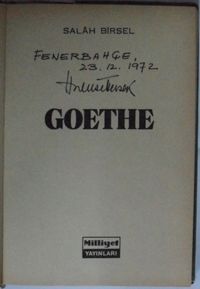 SALÂH BİRSEL
FENERBAHÇE,
23.12.1972
GOETHE
Milliyet
YAYINLARI